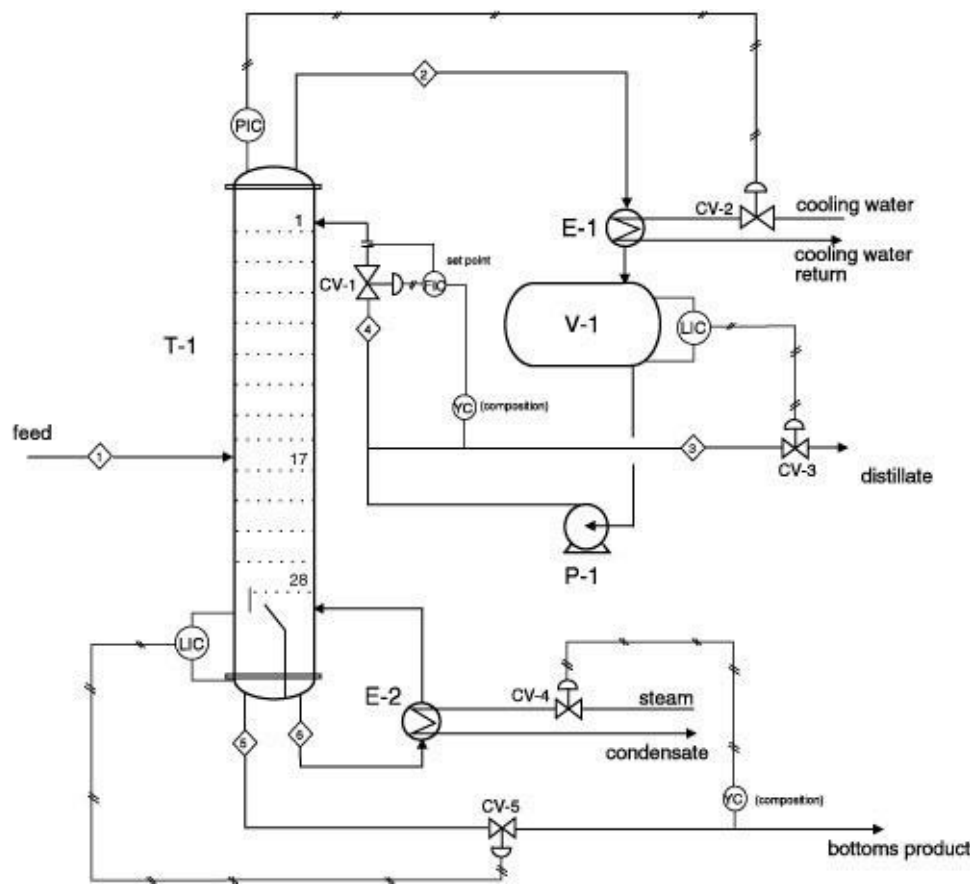 2
PIC
1
CV-2
cooling water
E-1
cooling water
return
set point
CV-1
FIC
4
V-1
LIC
T-1
YC (composition)
feed
1
17
3
CV-3
distillate
28
P-1
LIC
E-2
CV-4
steam
condensate
5
6
YC (composition)
CV-5
bottoms product